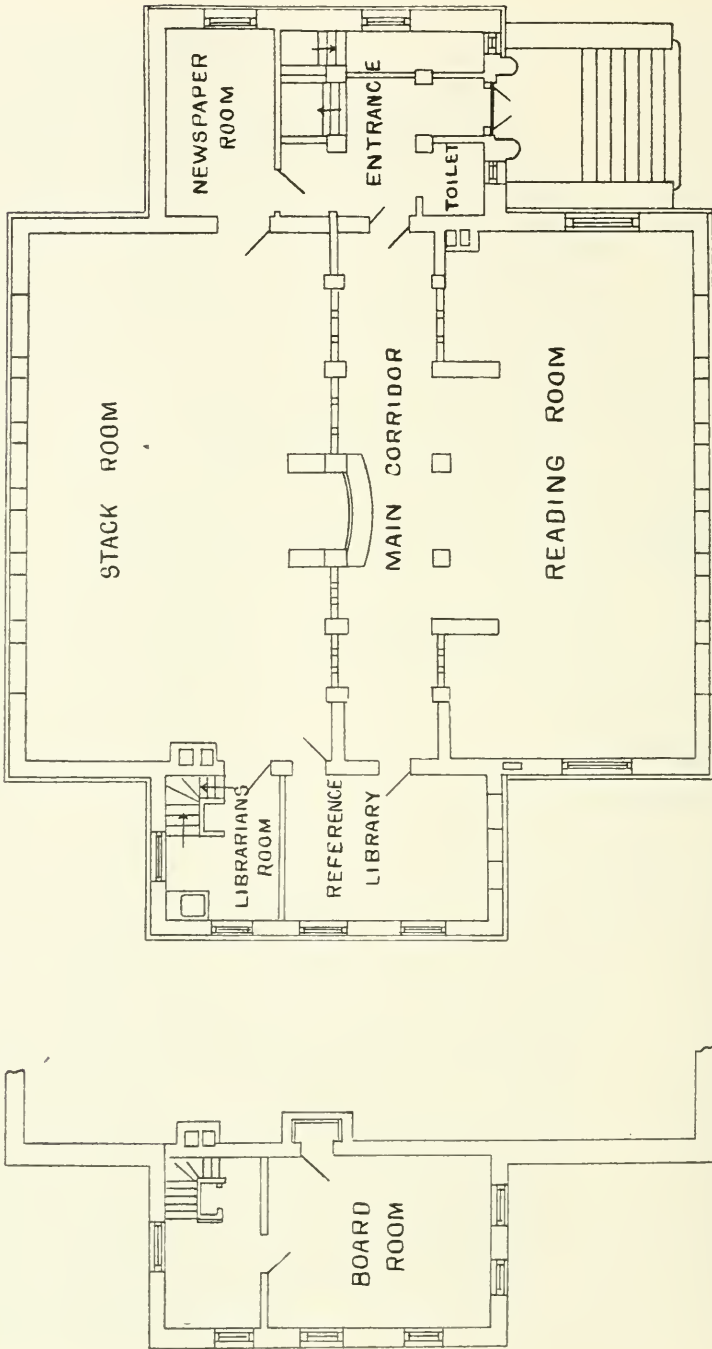 NEWSPAPER
ROOM
ENTRANCE
TOILET
STACK ROOM
MAIN CORRIDOR
READING ROOM
LIBRARIANS
ROOM
REFERENCE
LIBRARY
BOARD
ROOM